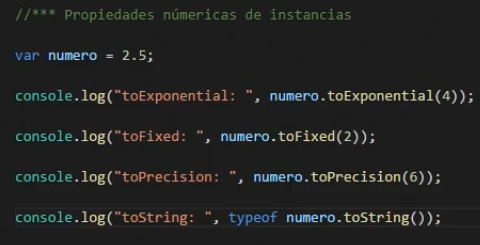 //*** Propiedades númericas de instancias
var numero = 2.5;
console.log("toExponential: ", numero.toExponential(4));
console.log("toFixed: ", numero.toFixed(2));
console.log("toPrecision: ", numero.toPrecision(6));
console.log("toString: ", typeof numero.toString());